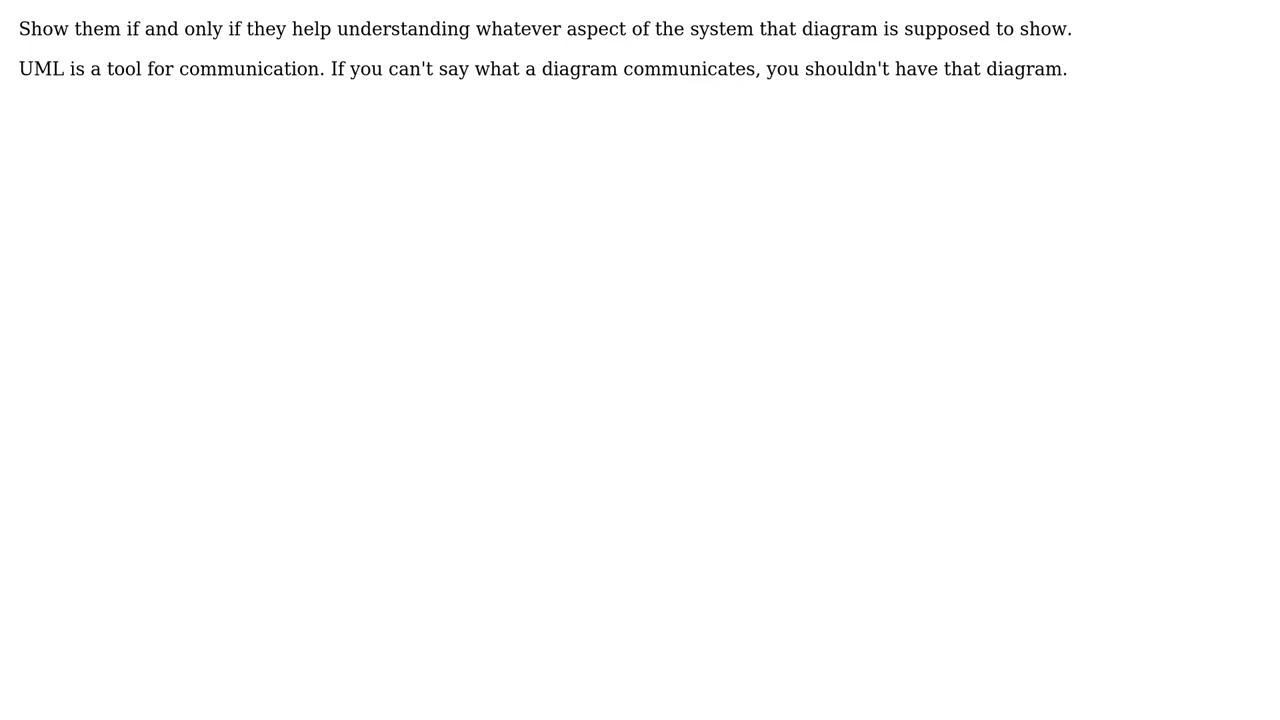 Show them if and only if they help understanding whatever aspect of the system that diagram is supposed to show.
UML is a tool for communication. If you can't say what a diagram communicates, you shouldn't have that diagram.